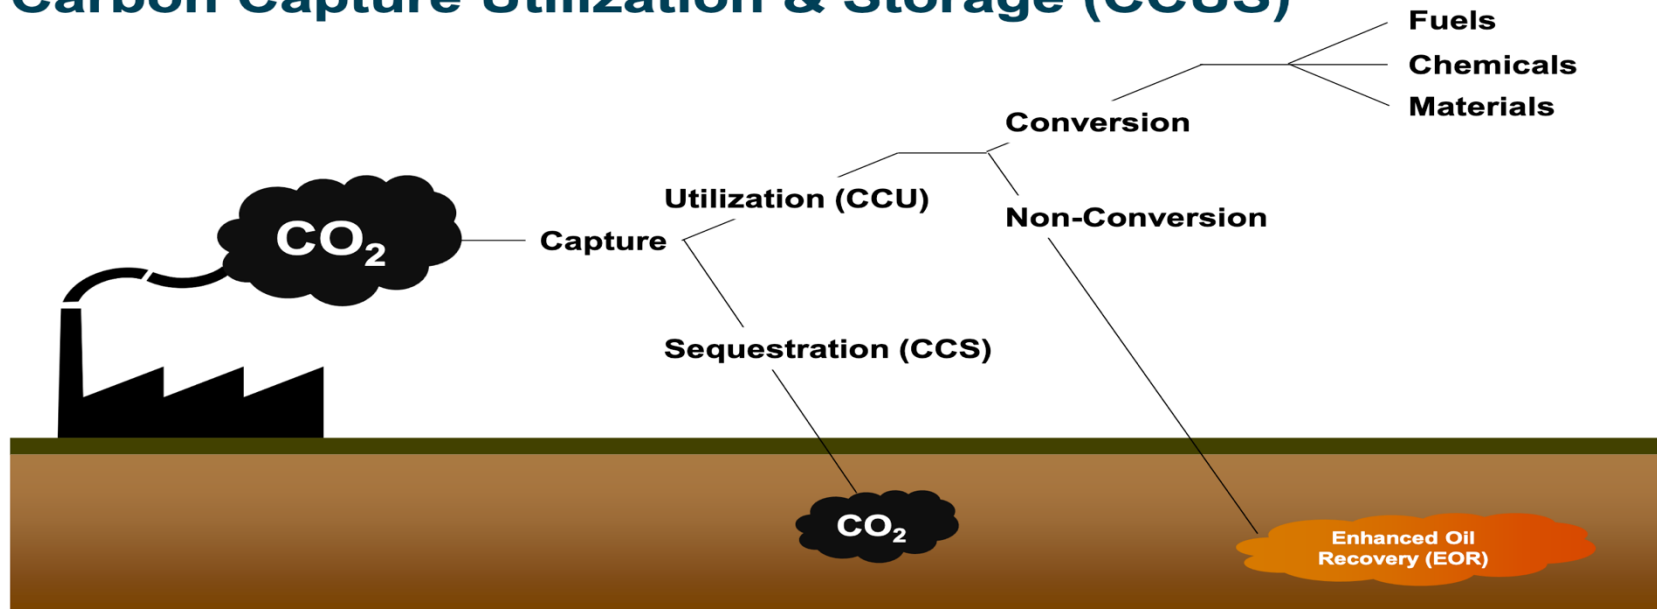 Carbon Capture Utilization & Storage (CCUS)
Fuels
Chemicals
Materials
Conversion
Utilization (CCU)
Non-Conversion
CO₂
Capture
Sequestration (CCS)
CO₂
Enhanced Oil
Recovery (EOR)